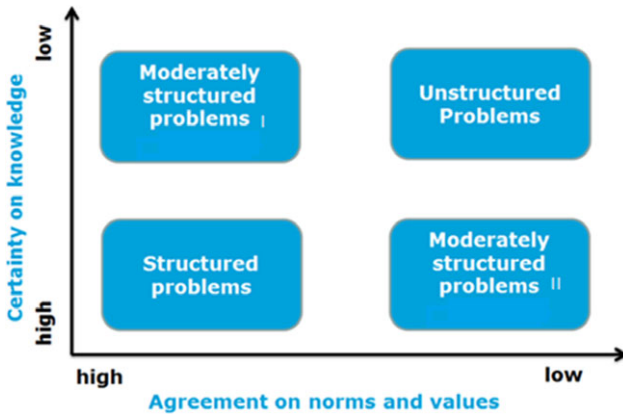 low
Certainty on knowledge
high
Moderately
structured
problems I
Unstructured
Problems
Structured
problems
Moderately
structured
problems II
high
low
Agreement on norms and values